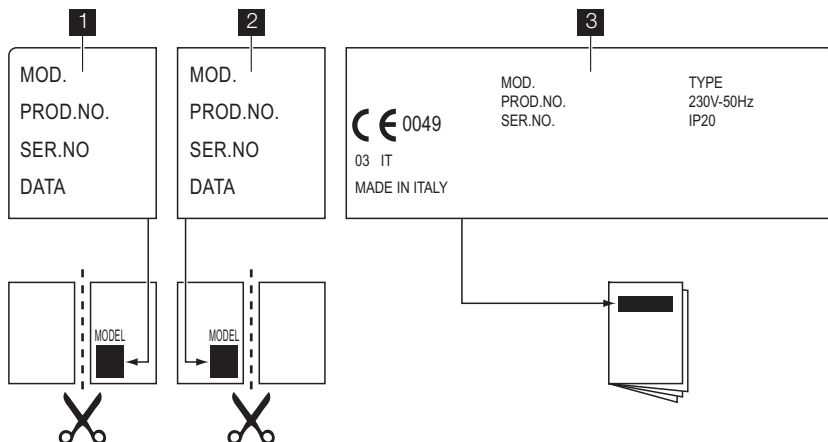 1
2
3
MOD.
PROD.NO.
SER.NO
DATA
MOD.
PROD.NO.
SER.NO
DATA
CE 0049
03 IT
MADE IN ITALY
MOD.
PROD.NO.
SER.NO.
TYPE
230V-50Hz
IP20
MODEL
MODEL